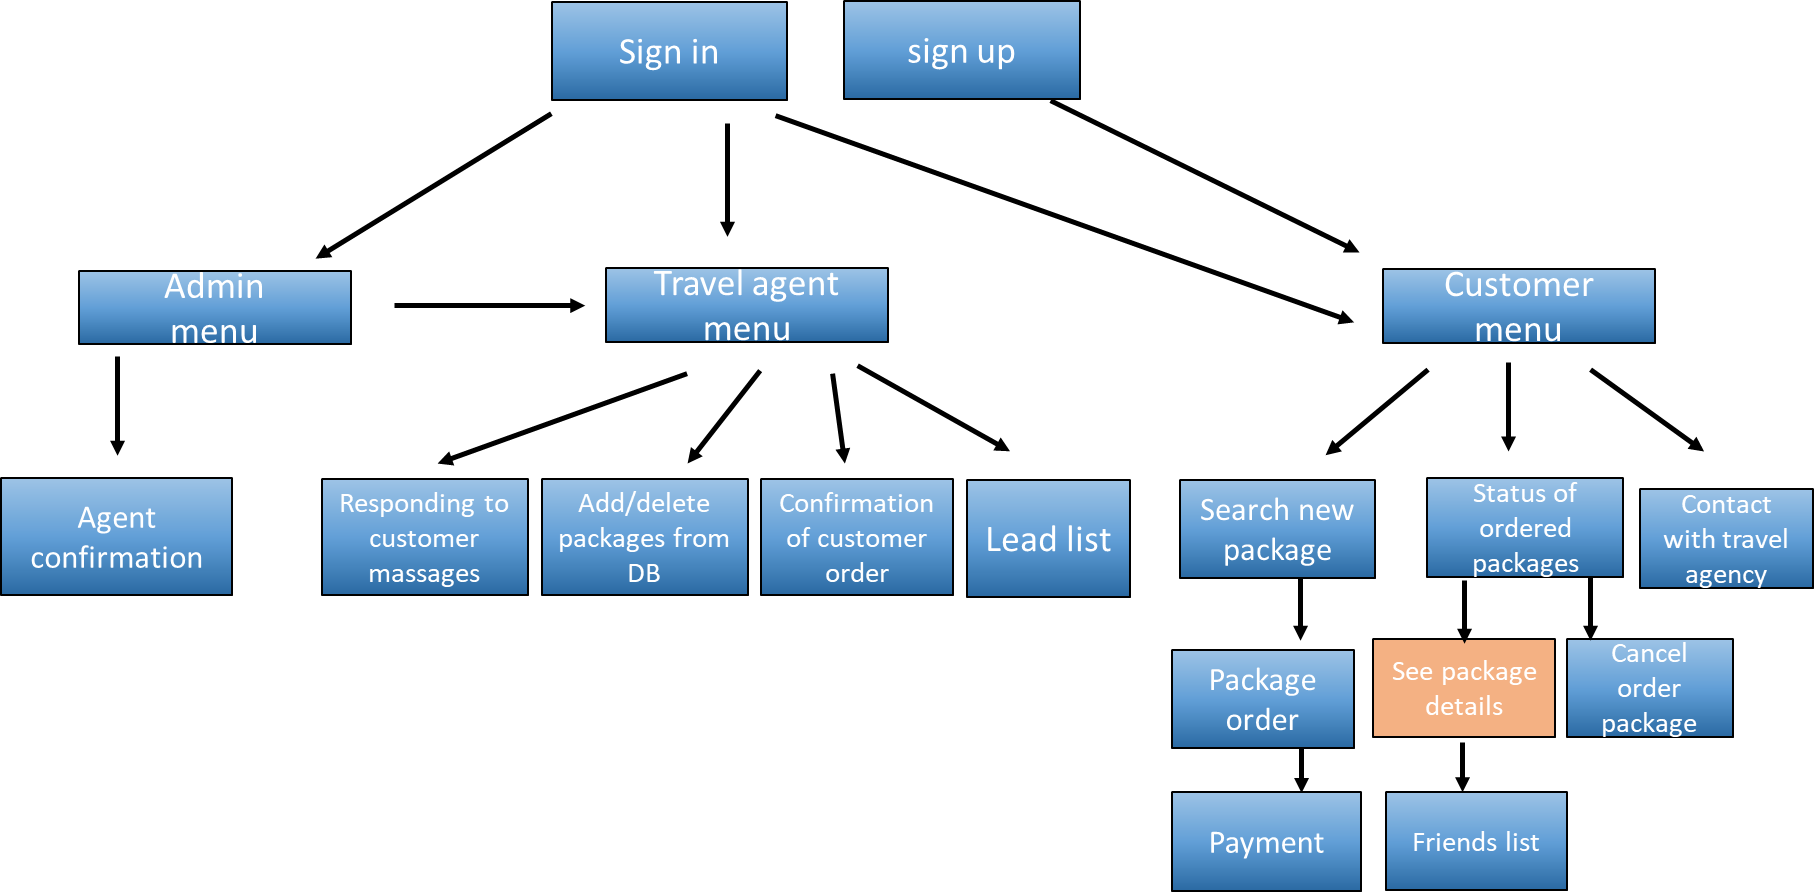 Sign in
sign up
Admin
menu
Travel agent
menu
Customer
menu
Agent
confirmation
Responding to
customer
massages
Add/delete
packages from
DB
Confirmation
of customer
order
Lead list
Search new
package
Status of
ordered
packages
Contact
with travel
agency
Package
order
See package
details
Cancel
order
package
Payment
Friends list